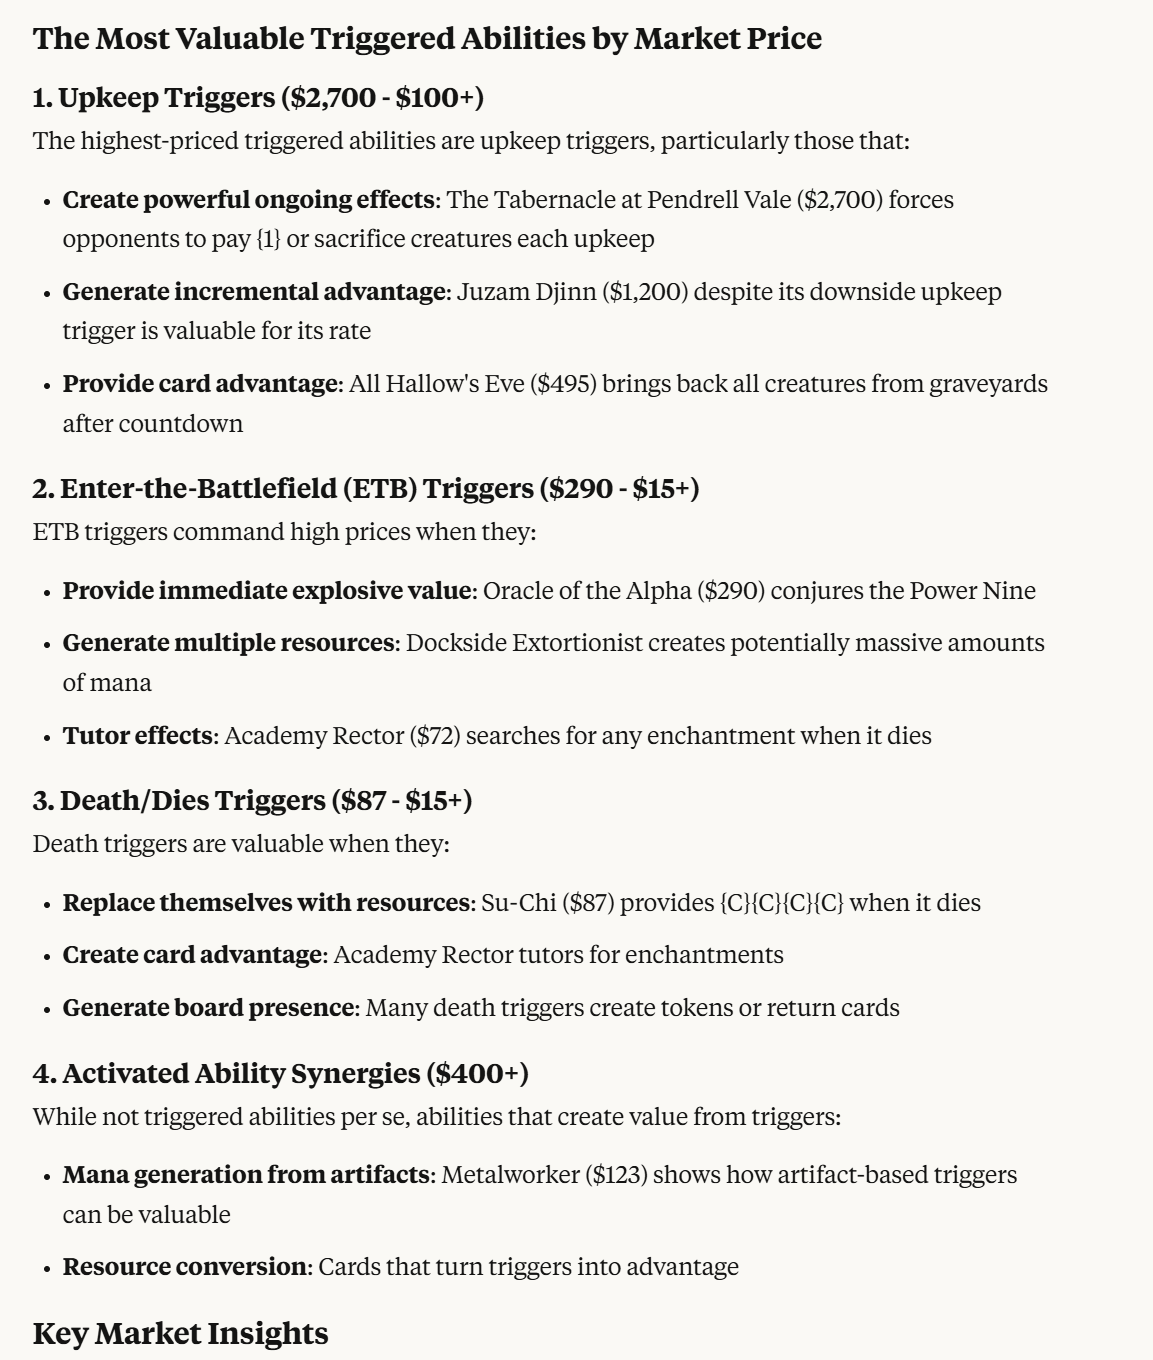 The Most Valuable Triggered Abilities by Market Price
1. Upkeep Triggers ($2,700 - $100+)
The highest-priced triggered abilities are upkeep triggers, particularly those that:
• Create powerful ongoing effects: The Tabernacle at Pendrell Vale ($2,700) forces
opponents to pay {1} or sacrifice creatures each upkeep
• Generate incremental advantage: Juzam Djinn ($1,200) despite its downside upkeep
trigger is valuable for its rate
• Provide card advantage: All Hallow's Eve ($495) brings back all creatures from graveyards
after countdown
2. Enter-the-Battlefield (ETB) Triggers ($290 - $15+)
ETB triggers command high prices when they:
• Provide immediate explosive value: Oracle of the Alpha ($290) conjures the Power Nine
• Generate multiple resources: Dockside Extortionist creates potentially massive amounts
of mana
• Tutor effects: Academy Rector ($72) searches for any enchantment when it dies
3. Death/Dies Triggers ($87 - $15+)
Death triggers are valuable when they:
• Replace themselves with resources: Su-Chi ($87) provides {C}{C}{C}{C} when it dies
• Create card advantage: Academy Rector tutors for enchantments
• Generate board presence: Many death triggers create tokens or return cards
4. Activated Ability Synergies ($400+)
While not triggered abilities per se, abilities that create value from triggers:
• Mana generation from artifacts: Metalworker ($123) shows how artifact-based triggers
can be valuable
• Resource conversion: Cards that turn triggers into advantage
Key Market Insights